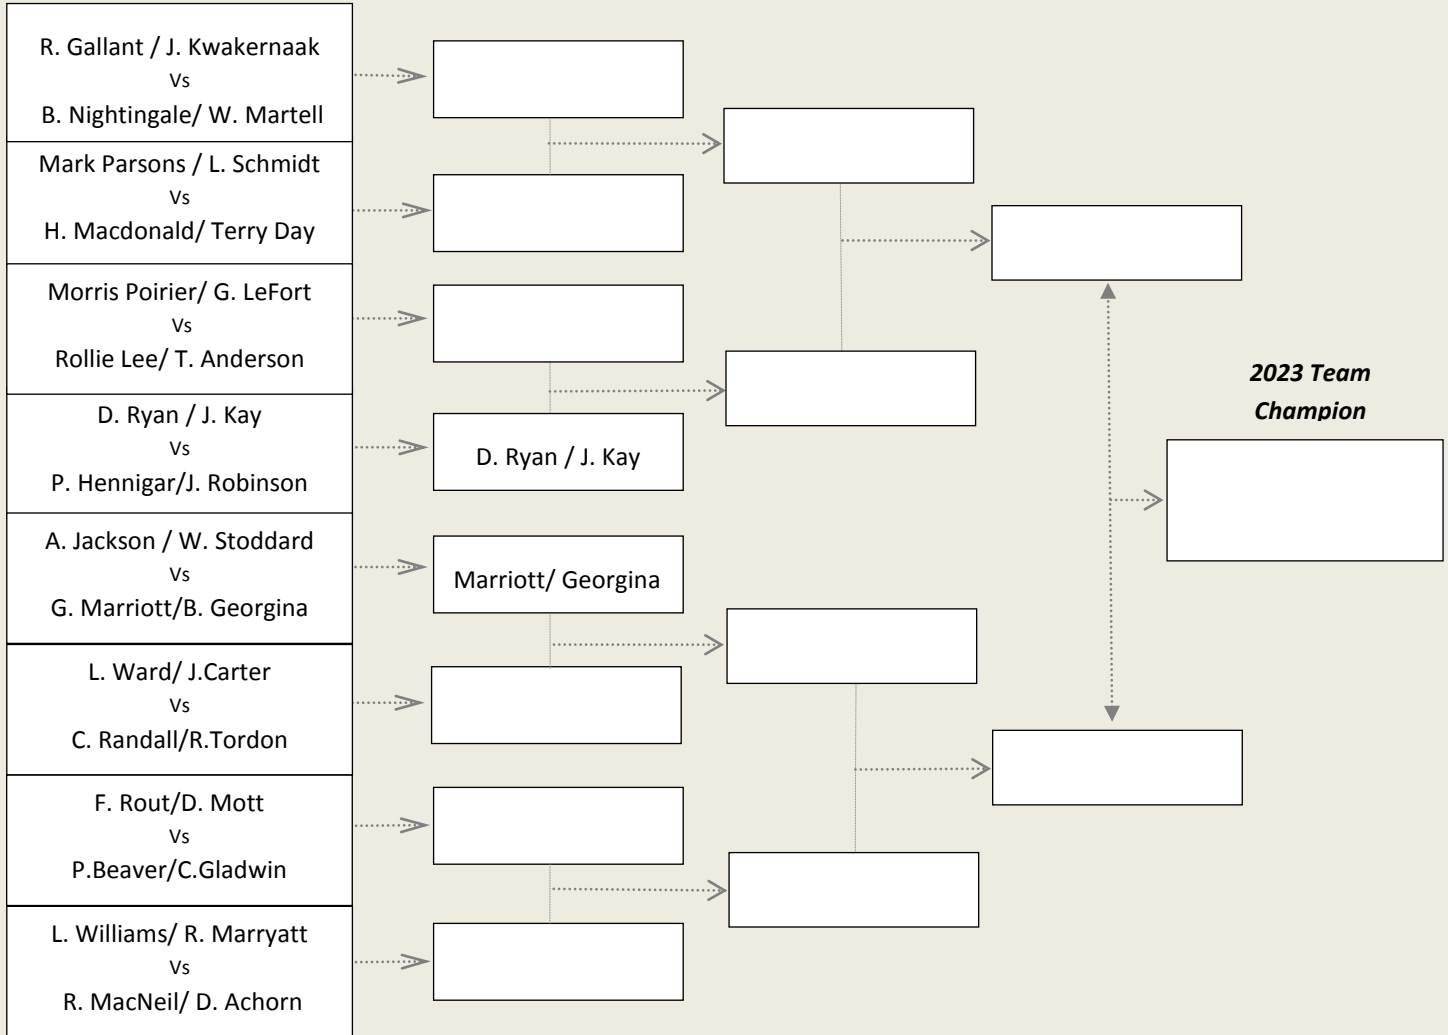 R. Gallant / J. Kwakernaak
Vs
B. Nightingale/ W. Martell
Mark Parsons / L. Schmidt
Vs
H. Macdonald/ Terry Day
Morris Poirier/ G. LeFort
Vs
Rollie Lee/ T. Anderson
D. Ryan / J. Kay
Vs
P. Hennigar/J. Robinson
A. Jackson / W. Stoddard
Vs
G. Marriott/B. Georgina
L. Ward/ J.Carter
Vs
C. Randall/R.Tordon
F. Rout/D. Mott
Vs
P.Beaver/C.Gladwin
L. Williams/ R. Marryatt
Vs
R. MacNeil/ D. Achorn
D. Ryan / J. Kay
Marriott/ Georgina
2023 Team
Champion